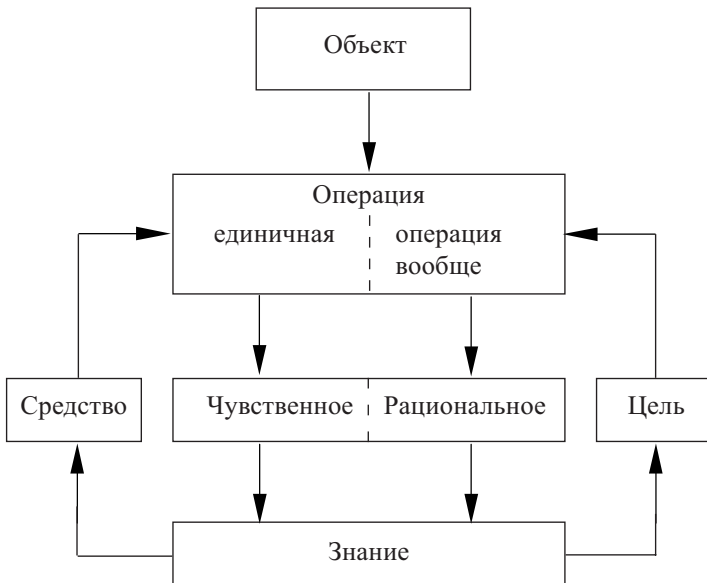 Объект
Операция
единичная
операция
вообще
Средство
Чувственное
Рациональное
Цель
Знание